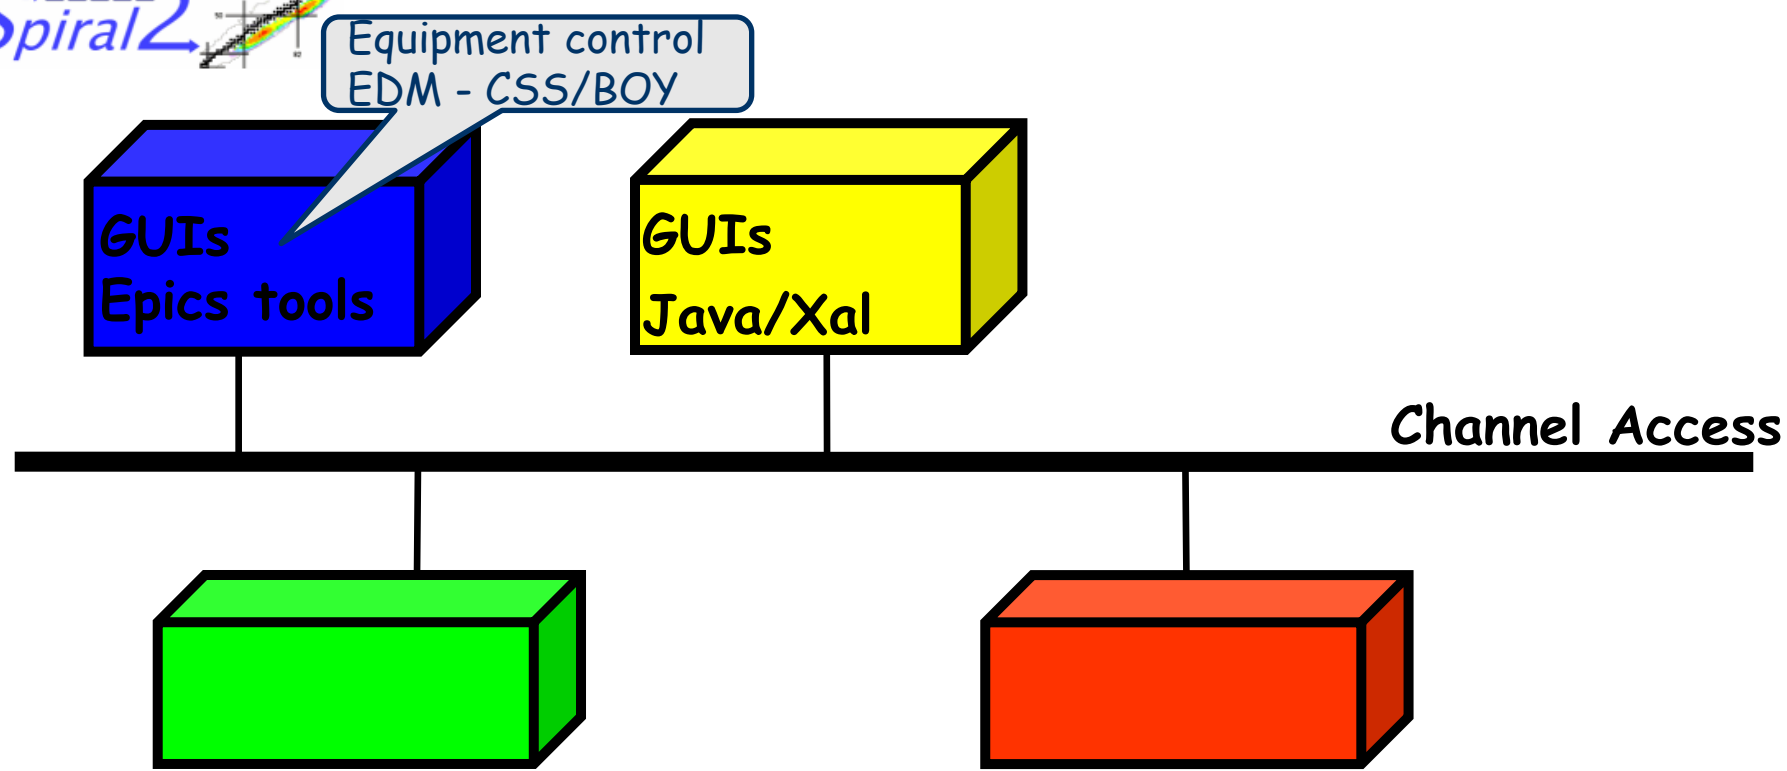 Spiral2
Equipment control
EDM - CSS/BOY
GUIs
Epics tools
GUIs
Java/Xal
Channel Access